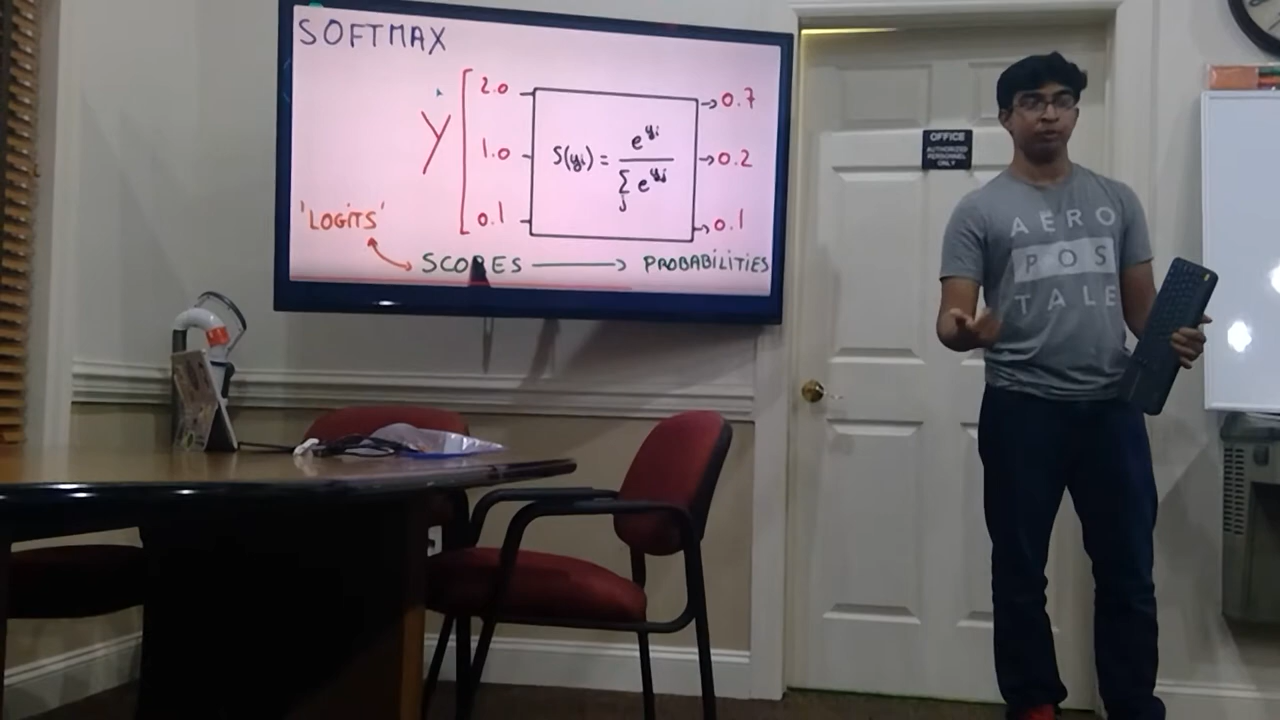 SOFTMAX
Y
2.0
1.0
0.1
S(yi) = e^yi / Σj e^yj
→0.7
→0.2
→0.1
'LOGITS'
SCORES → PROBABILITIES
OFFICE
AUTHORIZED
PERSONNEL
ONLY
AERO
POS
TALE